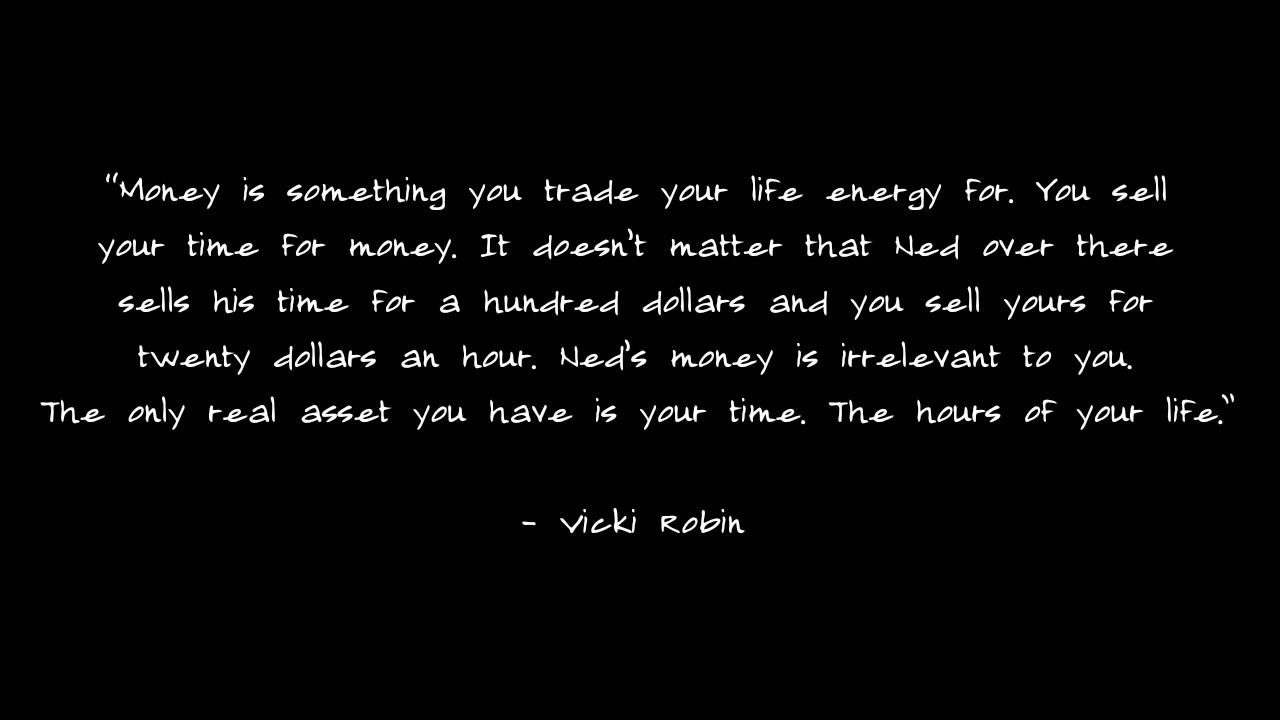 "Money is something you trade your life energy for. You sell
your time for money. It doesn't matter that Ned over there
sells his time for a hundred dollars and you sell yours for
twenty dollars an hour. Ned's money is irrelevant to you.
The only real asset you have is your time. The hours of your life."
- Vicki Robin